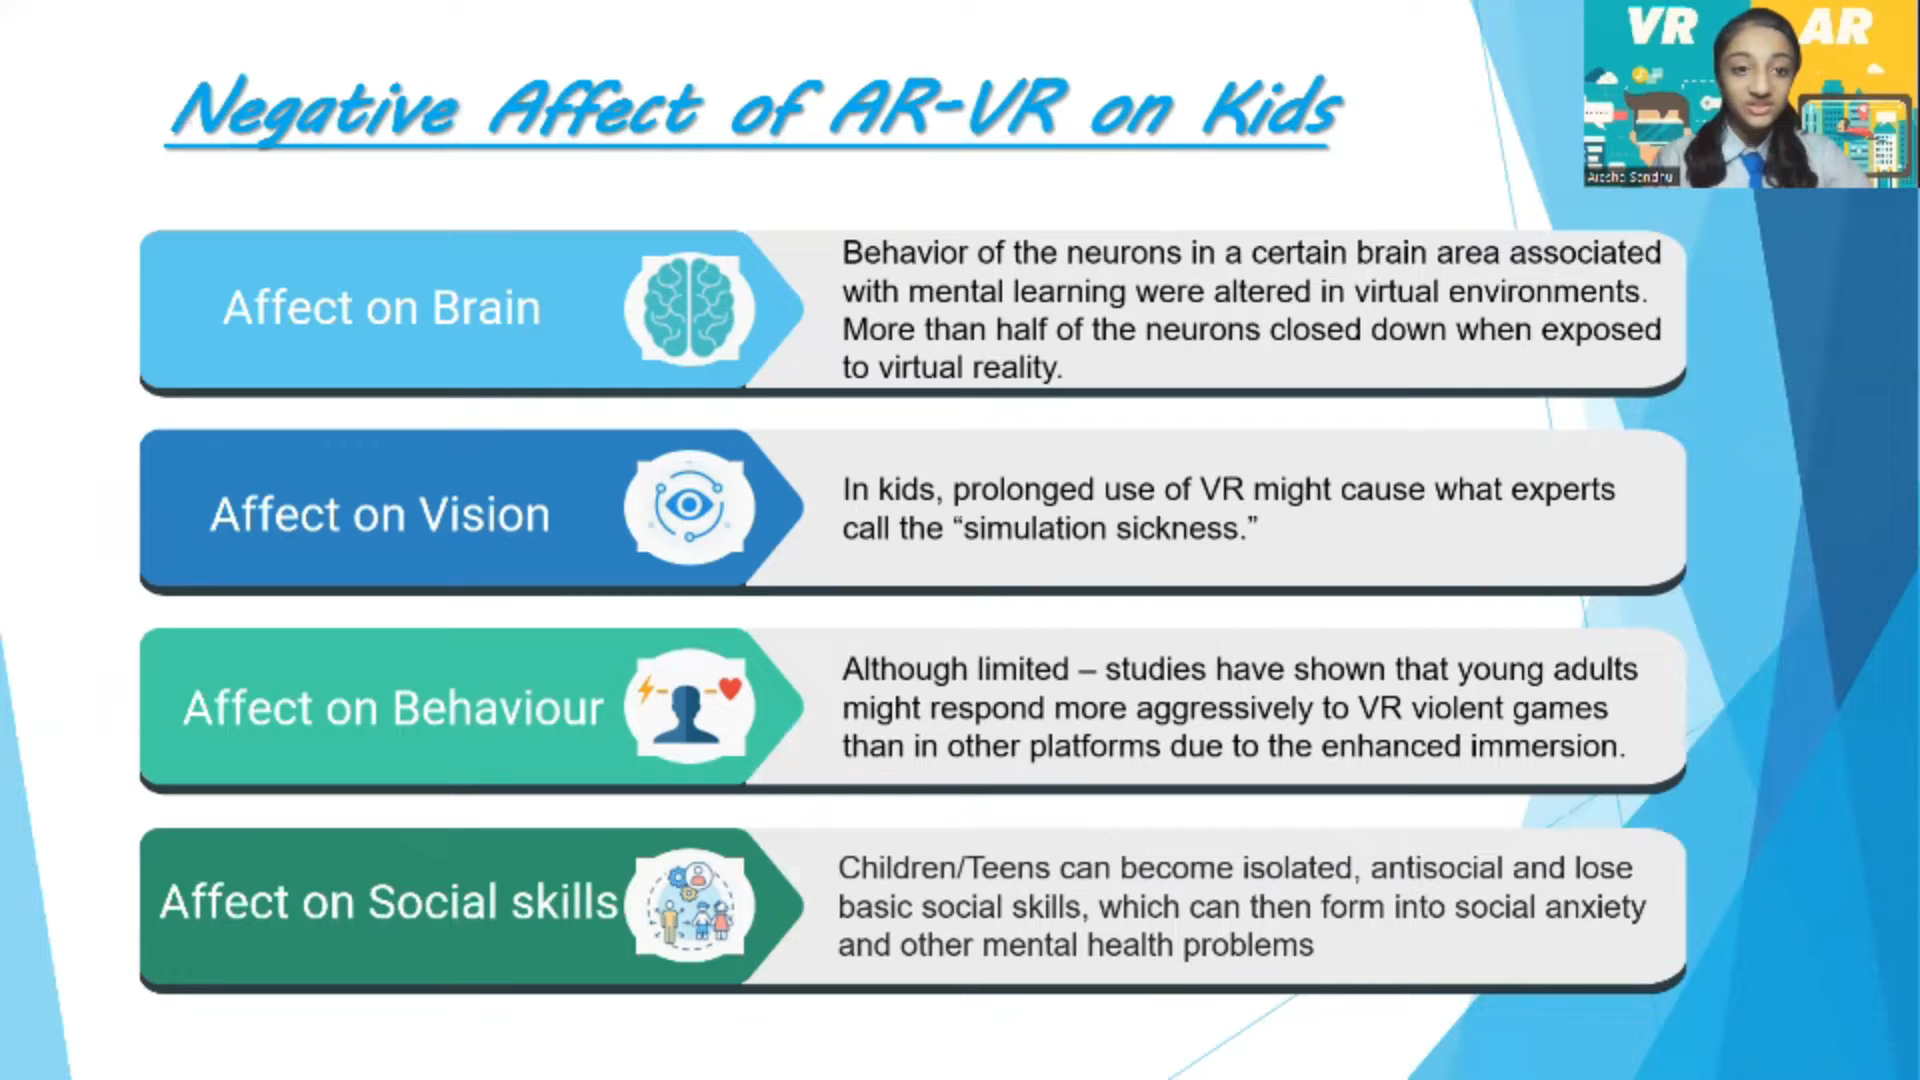 Negative Affect of AR-VR on Kids
VR AR
Affect on Brain
Behavior of the neurons in a certain brain area associated
with mental learning were altered in virtual environments.
More than half of the neurons closed down when exposed
to virtual reality.
Affect on Vision
In kids, prolonged use of VR might cause what experts
call the “simulation sickness.”
Affect on Behaviour
Although limited – studies have shown that young adults
might respond more aggressively to VR violent games
than in other platforms due to the enhanced immersion.
Affect on Social skills
Children/Teens can become isolated, antisocial and lose
basic social skills, which can then form into social anxiety
and other mental health problems